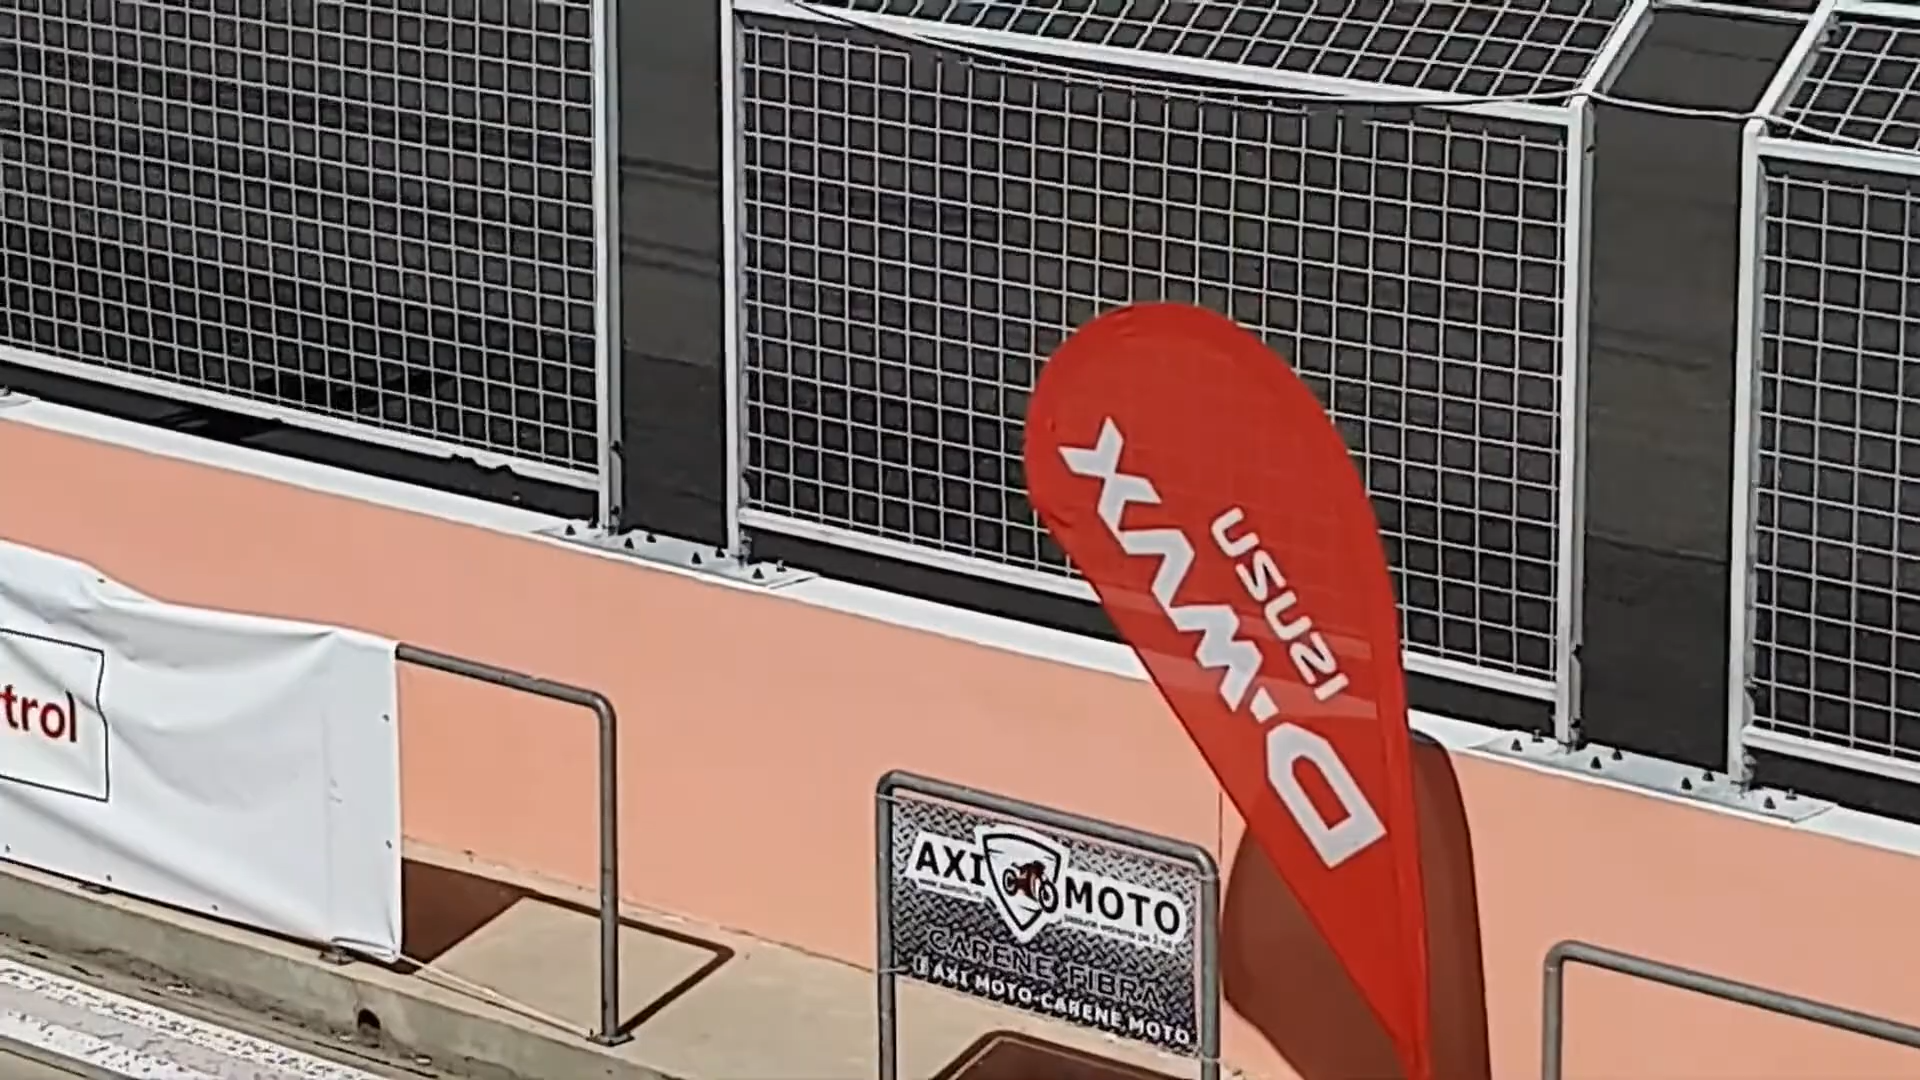 trol
ISUZU
D-MAX
AXI MOTO
CARENE FIBRA
AXI MOTO-CARENE MOTO